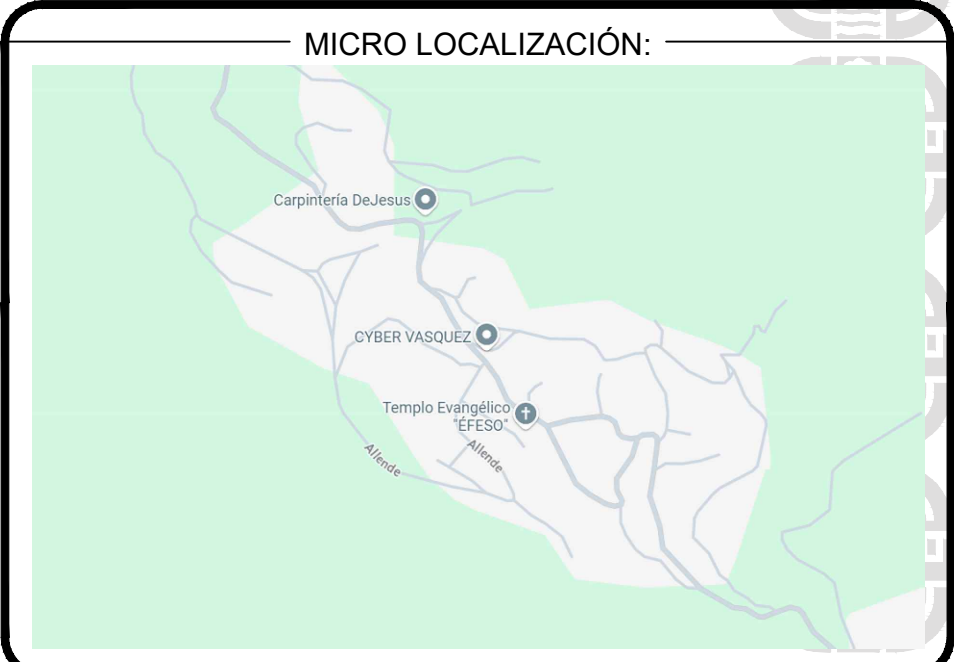 MICRO LOCALIZACIÓN:
Carpintería DeJesus
CYBER VASQUEZ
Templo Evangélico
"ÉFESO"
Allende
Allende